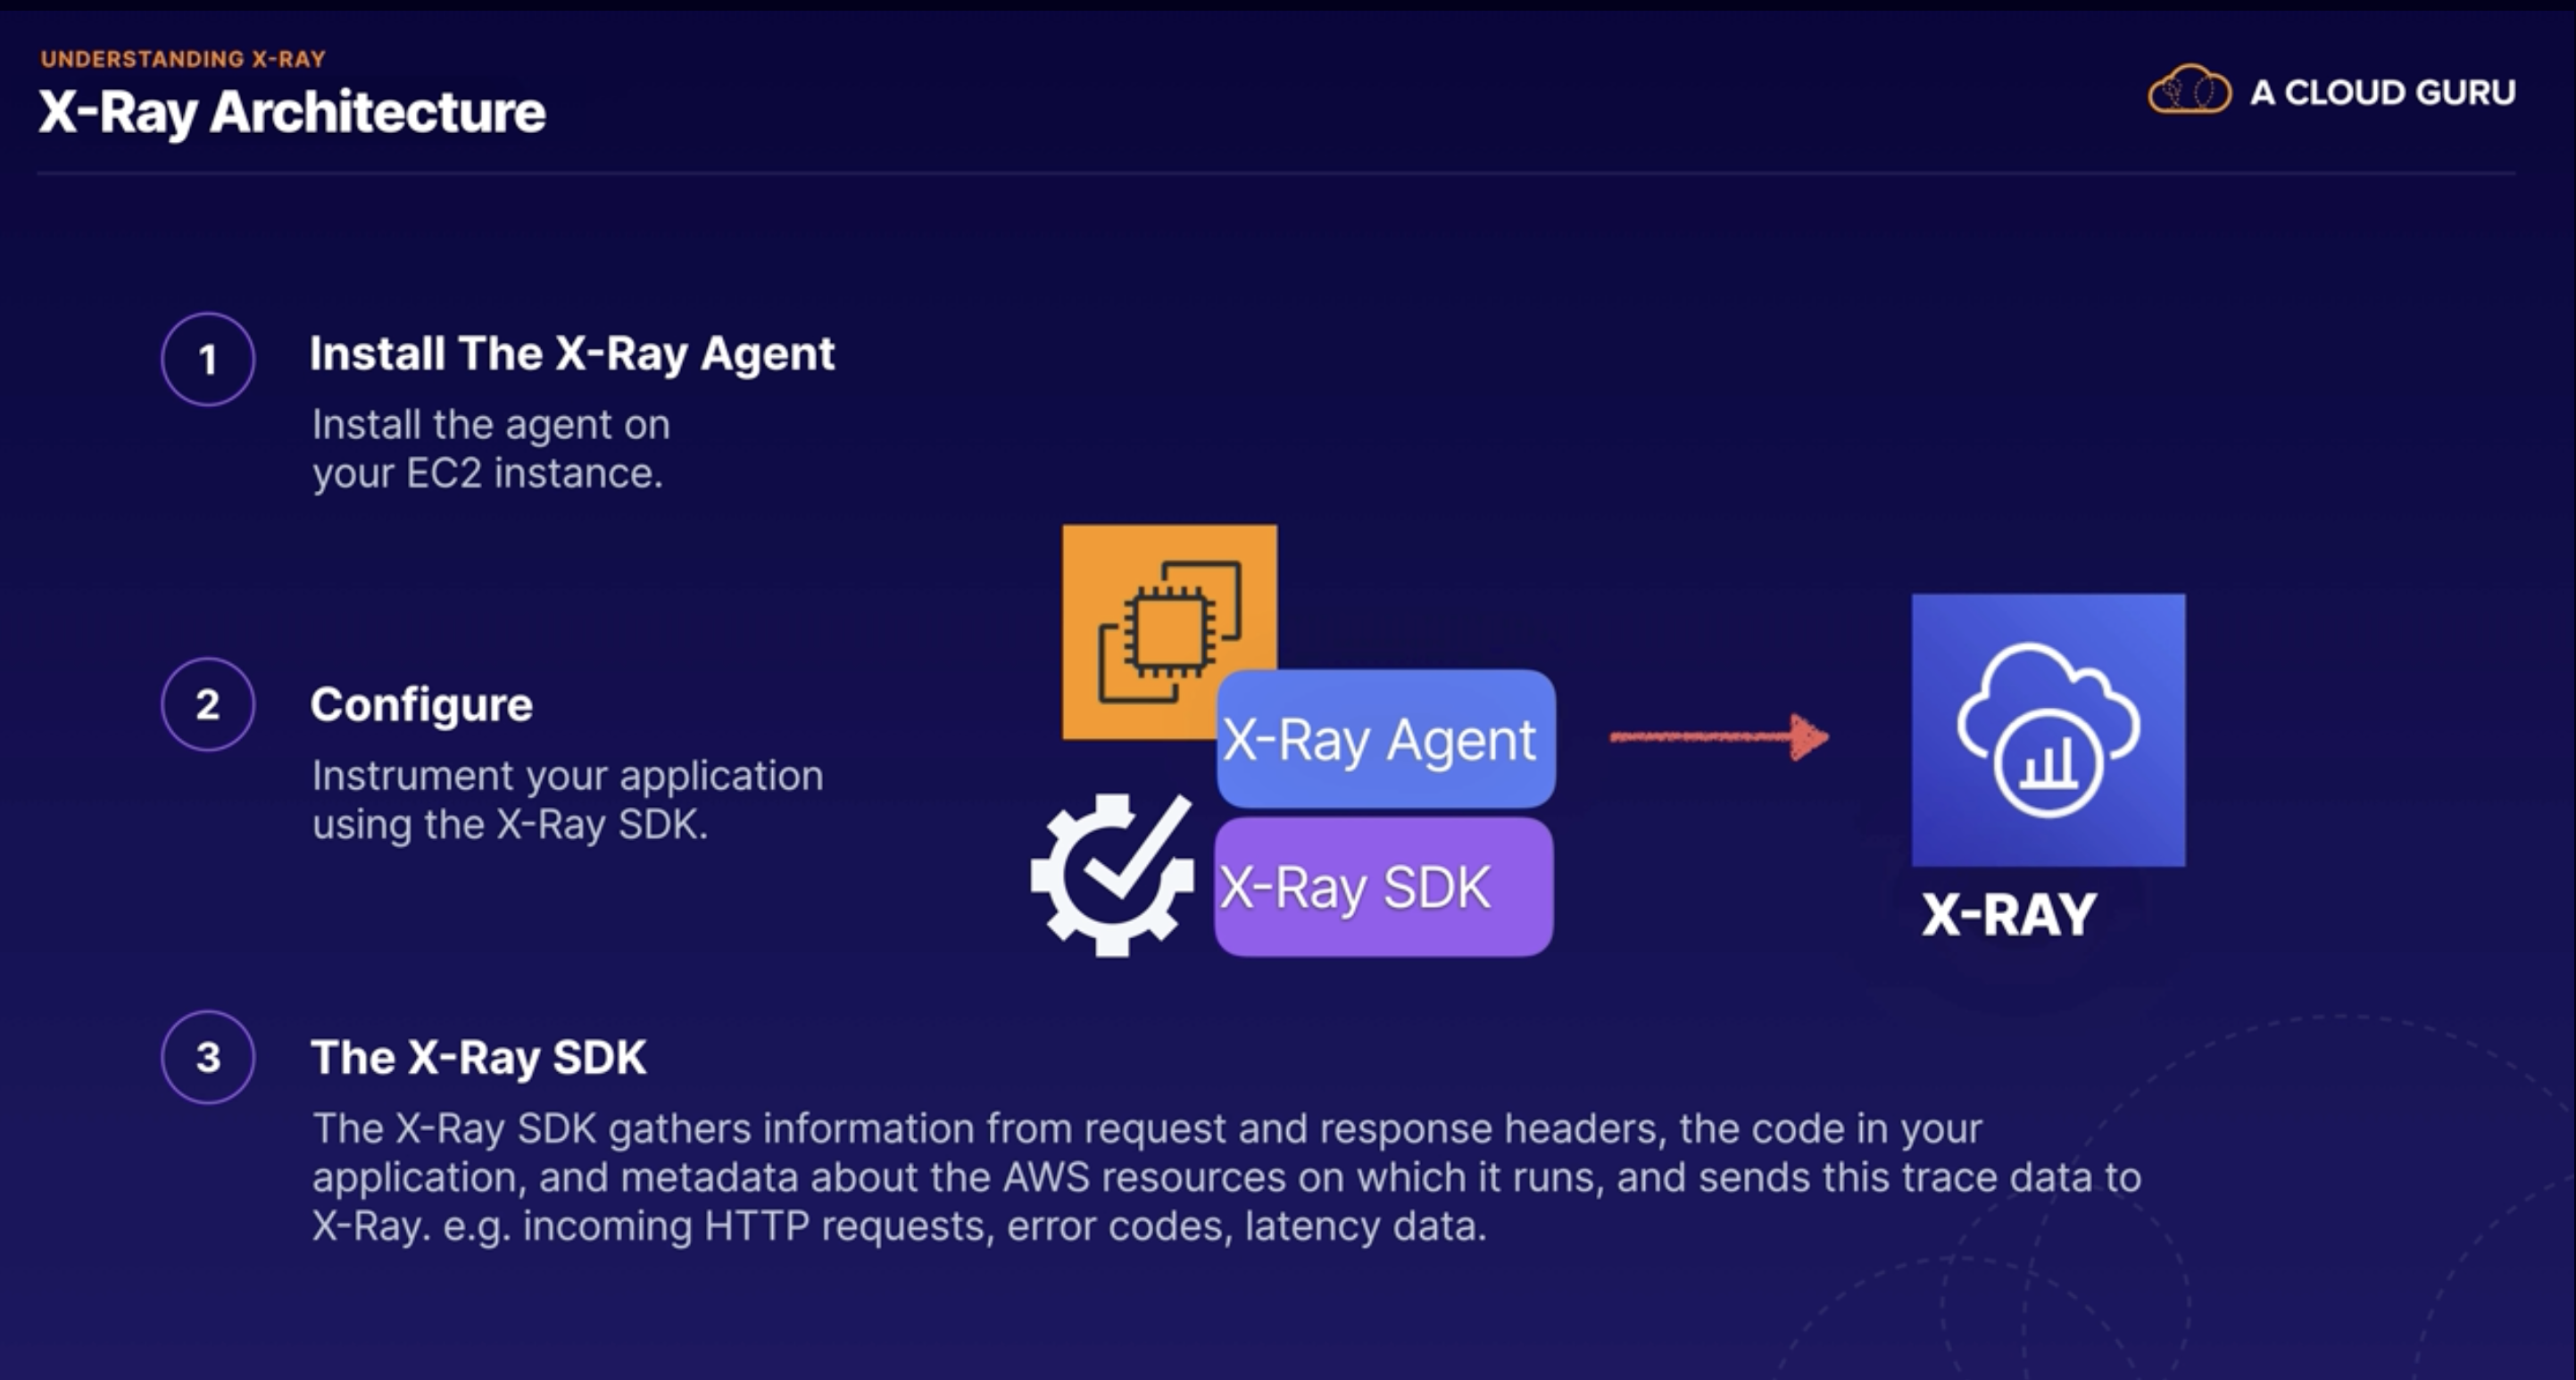 UNDERSTANDING X-RAY
X-Ray Architecture
A CLOUD GURU
1
Install The X-Ray Agent
Install the agent on
your EC2 instance.
2
Configure
Instrument your application
using the X-Ray SDK.
X-Ray Agent
X-Ray SDK
X-RAY
3
The X-Ray SDK
The X-Ray SDK gathers information from request and response headers, the code in your
application, and metadata about the AWS resources on which it runs, and sends this trace data to
X-Ray. e.g. incoming HTTP requests, error codes, latency data.